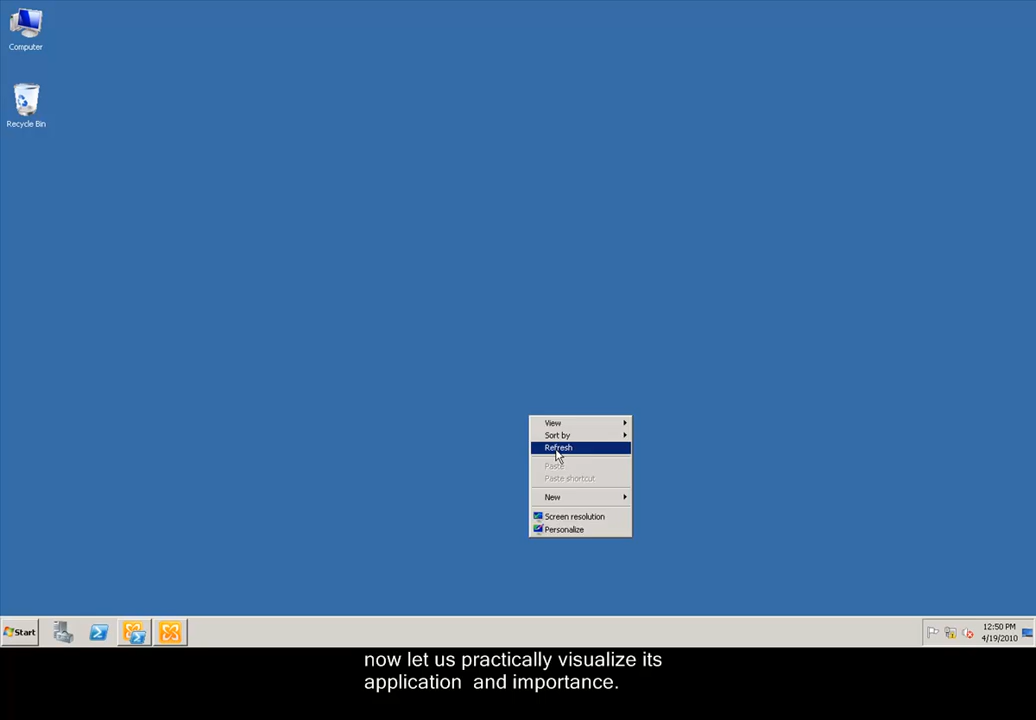 Computer
Recycle Bin
View
Sort by
Refresh
Paste
Paste shortcut
New
Screen resolution
Personalize
Start
12:50 PM
4/19/2010
now let us practically visualize its
application  and importance.